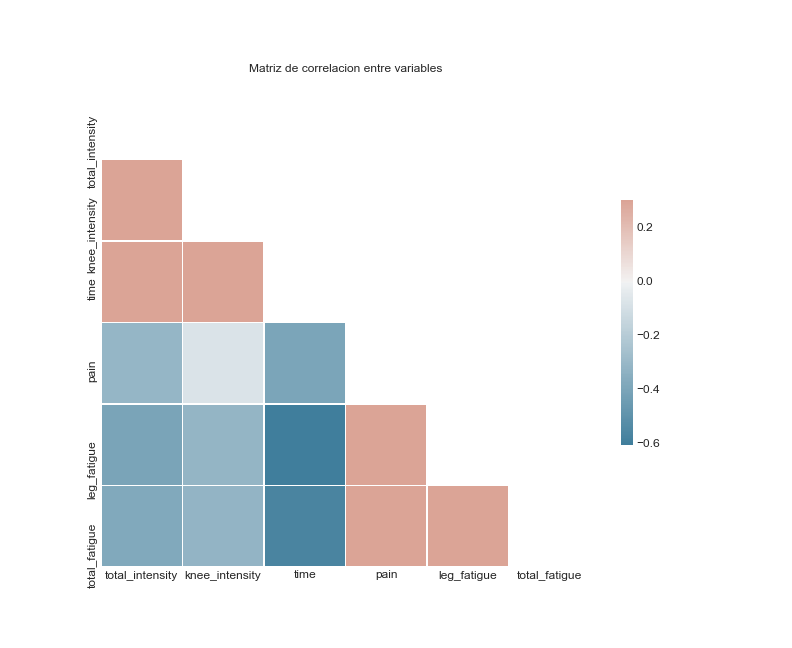 Matriz de correlacion entre variables
total_intensity
knee_intensity
time
pain
leg_fatigue
total_fatigue
total_intensity
knee_intensity
time
pain
leg_fatigue
total_fatigue
0.2
0.0
−0.2
−0.4
−0.6